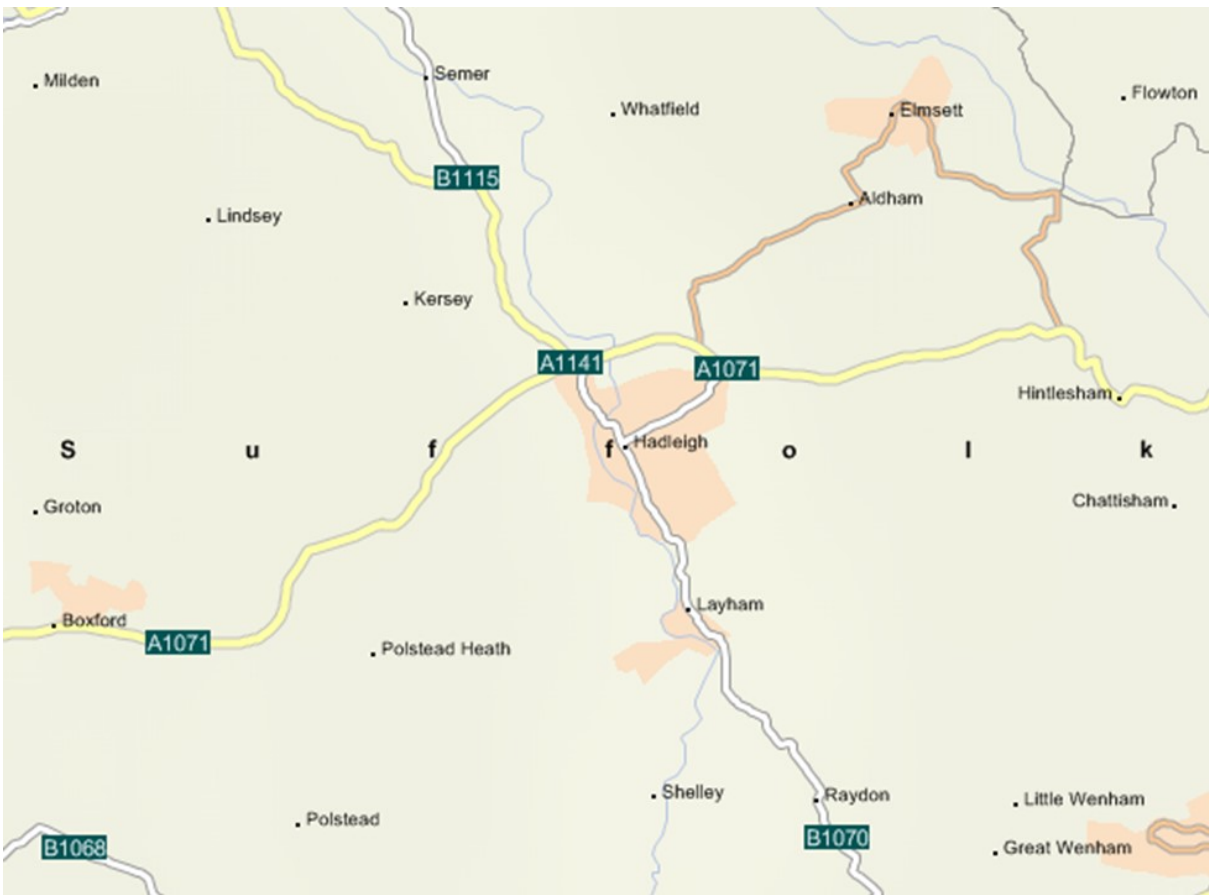 Semer
Milden
Flowton
Whatfield
Elmsett
B1115
Aldham
Lindsey
Kersey
A1141
A1071
Hintlesham
Hadleigh
S u f f o l k
Chattisham
Groton
Layham
Boxford
A1071
Polstead Heath
Shelley
Raydon
Little Wenham
Polstead
B1070
B1068
Great Wenham